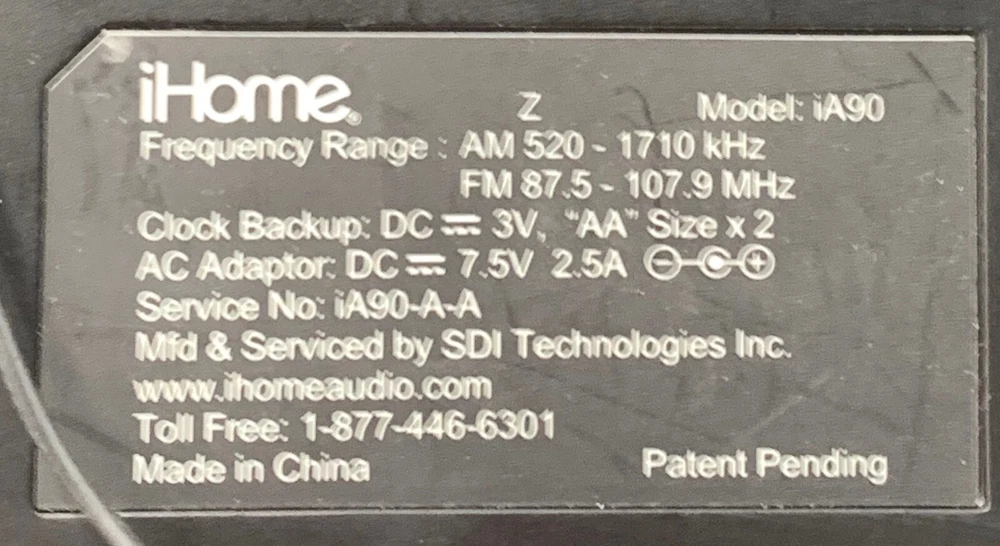 iHome® Z Model: iA90
Frequency Range : AM 520 - 1710 kHz
FM 87.5 - 107.9 MHz
Clock Backup: DC ⎓ 3V, "AA" Size x 2
AC Adaptor: DC ⎓ 7.5V 2.5A
Service No: iA90-A-A
Mfd & Serviced by SDI Technologies Inc.
www.ihomeaudio.com
Toll Free: 1-877-446-6301
Made in China Patent Pending